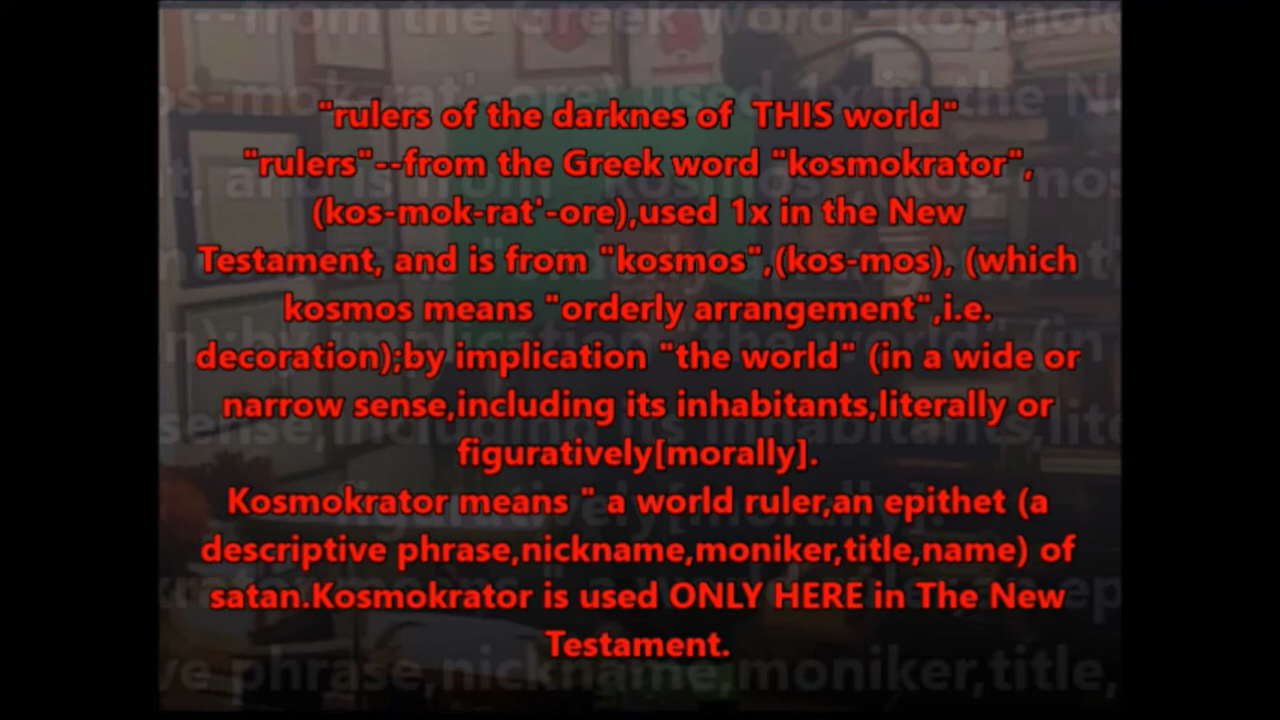 "rulers of the darknes of  THIS world"
"rulers"--from the Greek word "kosmokrator",
(kos-mok-rat'-ore),used 1x in the New
Testament, and is from "kosmos",(kos-mos), (which
kosmos means "orderly arrangement",i.e.
decoration);by implication "the world" (in a wide or
narrow sense,including its inhabitants,literally or
figuratively[morally].
Kosmokrator means " a world ruler,an epithet (a
descriptive phrase,nickname,moniker,title,name) of
satan.Kosmokrator is used ONLY HERE in The New
Testament.